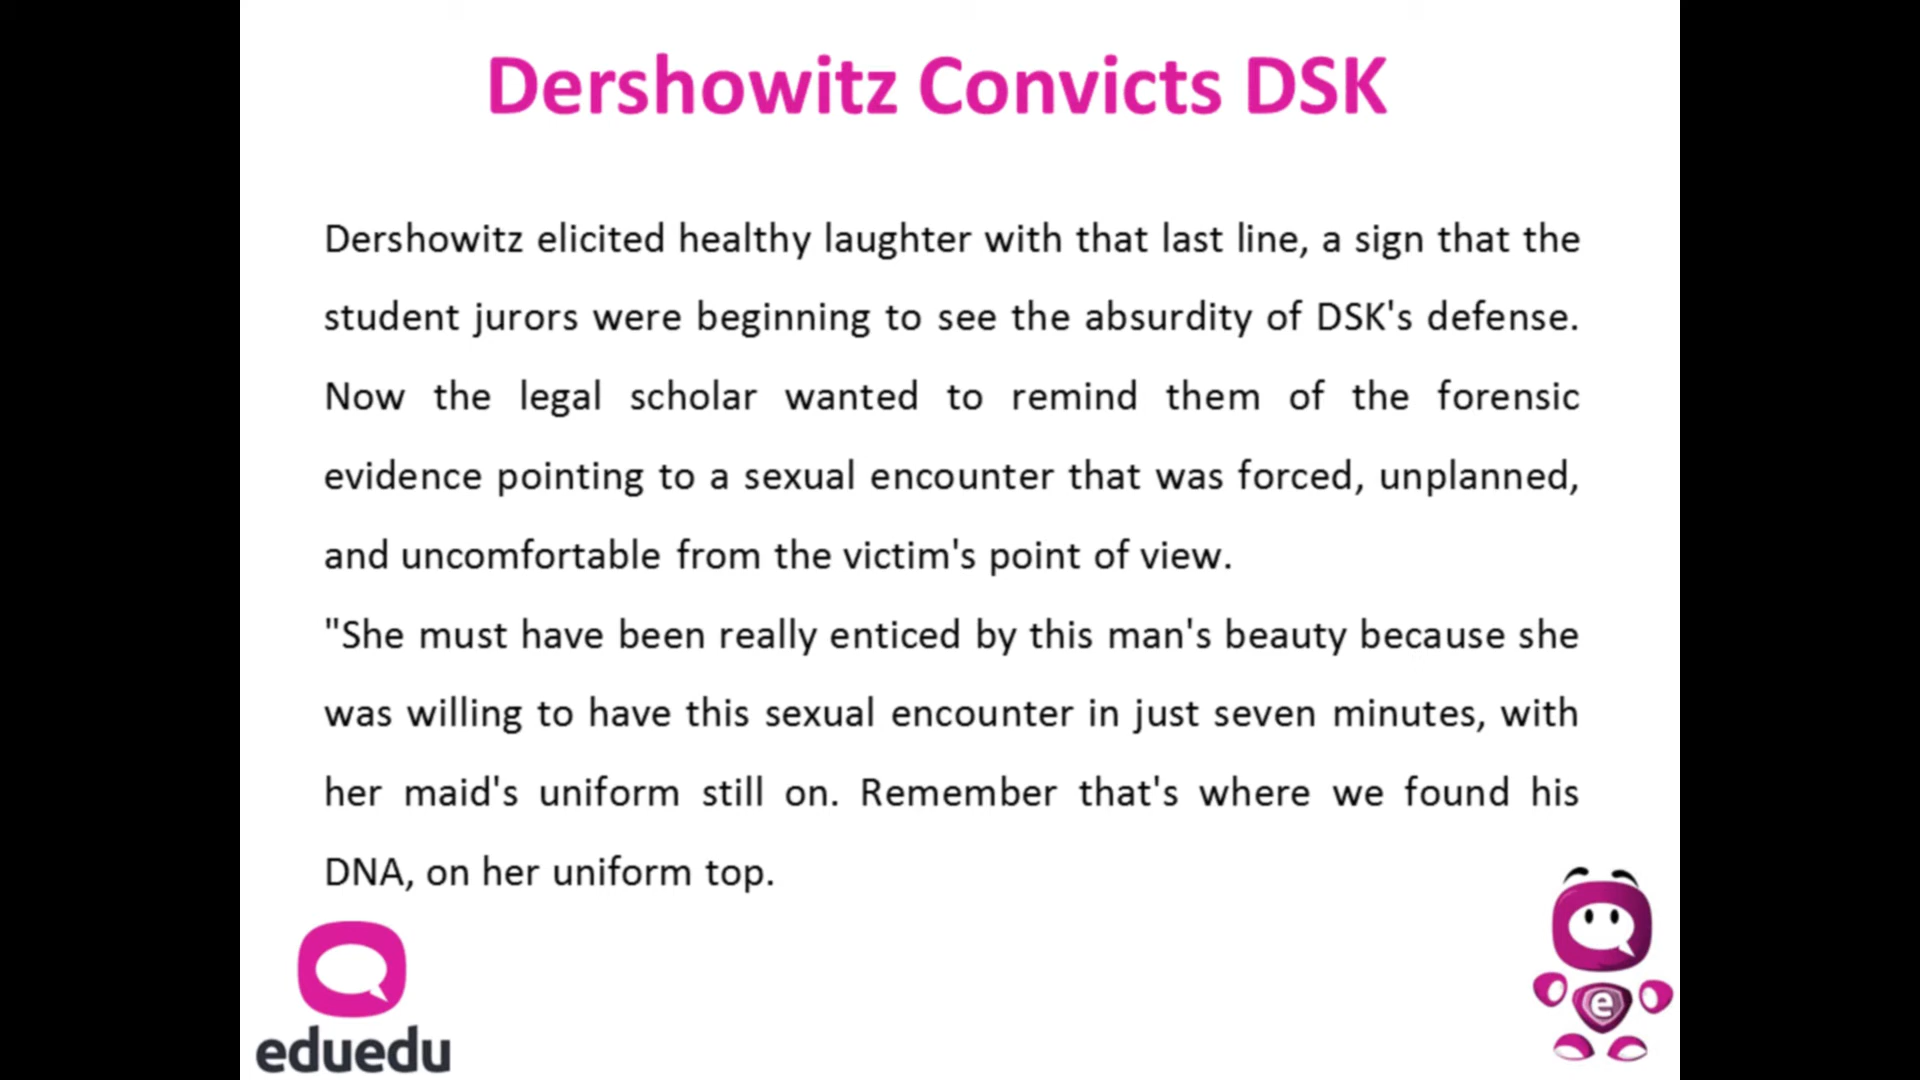 Dershowitz Convicts DSK
Dershowitz elicited healthy laughter with that last line, a sign that the
student jurors were beginning to see the absurdity of DSK's defense.
Now the legal scholar wanted to remind them of the forensic
evidence pointing to a sexual encounter that was forced, unplanned,
and uncomfortable from the victim's point of view.
"She must have been really enticed by this man's beauty because she
was willing to have this sexual encounter in just seven minutes, with
her maid's uniform still on. Remember that's where we found his
DNA, on her uniform top.
e
eduedu